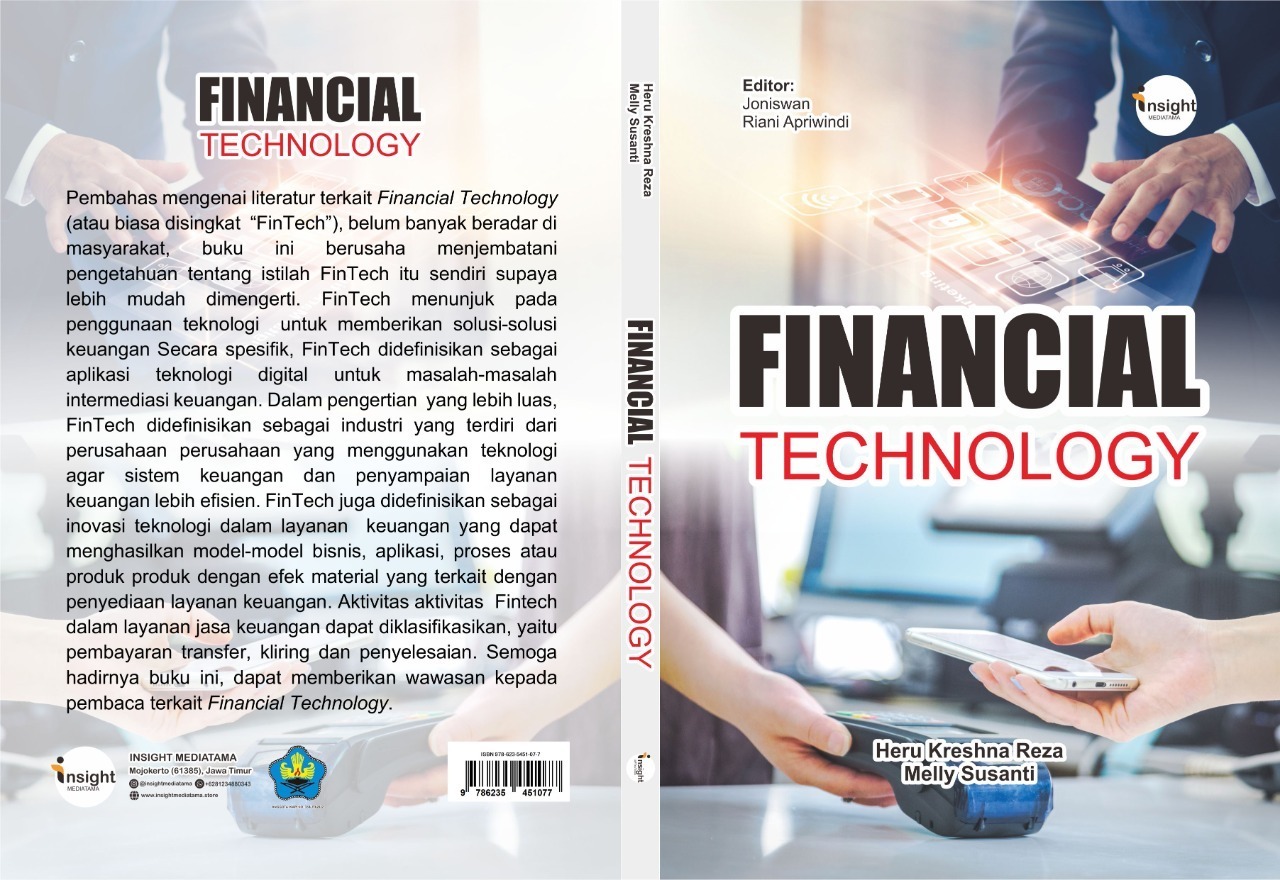 FINANCIAL
TECHNOLOGY
Pembahas mengenai literatur terkait Financial Technology
(atau biasa disingkat “FinTech”), belum banyak beradar di
masyarakat, buku ini berusaha menjembatani
pengetahuan tentang istilah FinTech itu sendiri supaya
lebih mudah dimengerti. FinTech menunjuk pada
penggunaan teknologi untuk memberikan solusi-solusi
keuangan Secara spesifik, FinTech didefinisikan sebagai
aplikasi teknologi digital untuk masalah-masalah
intermediasi keuangan. Dalam pengertian yang lebih luas,
FinTech didefinisikan sebagai industri yang terdiri dari
perusahaan perusahaan yang menggunakan teknologi
agar sistem keuangan dan penyampaian layanan
keuangan lebih efisien. FinTech juga didefinisikan sebagai
inovasi teknologi dalam layanan keuangan yang dapat
menghasilkan model-model bisnis, aplikasi, proses atau
produk produk dengan efek material yang terkait dengan
penyediaan layanan keuangan. Aktivitas aktivitas Fintech
dalam layanan jasa keuangan dapat diklasifikasikan, yaitu
pembayaran transfer, kliring dan penyelesaian. Semoga
hadirnya buku ini, dapat memberikan wawasan kepada
pembaca terkait Financial Technology.
insight
MEDIATAMA
INSIGHT MEDIATAMA
Mojokerto (61385), Jawa Timur
@insightmediatama +6281234880343
www.insightmediatama.store
ISBN 978-623-5451-07-7
9 786235 451077
Heru Kreshna Reza
Melly Susanti
FINANCIAL TECHNOLOGY
insight
Editor:
Joniswan
Riani Apriwindi
insight
MEDIATAMA
FINANCIAL
TECHNOLOGY
Heru Kreshna Reza
Melly Susanti